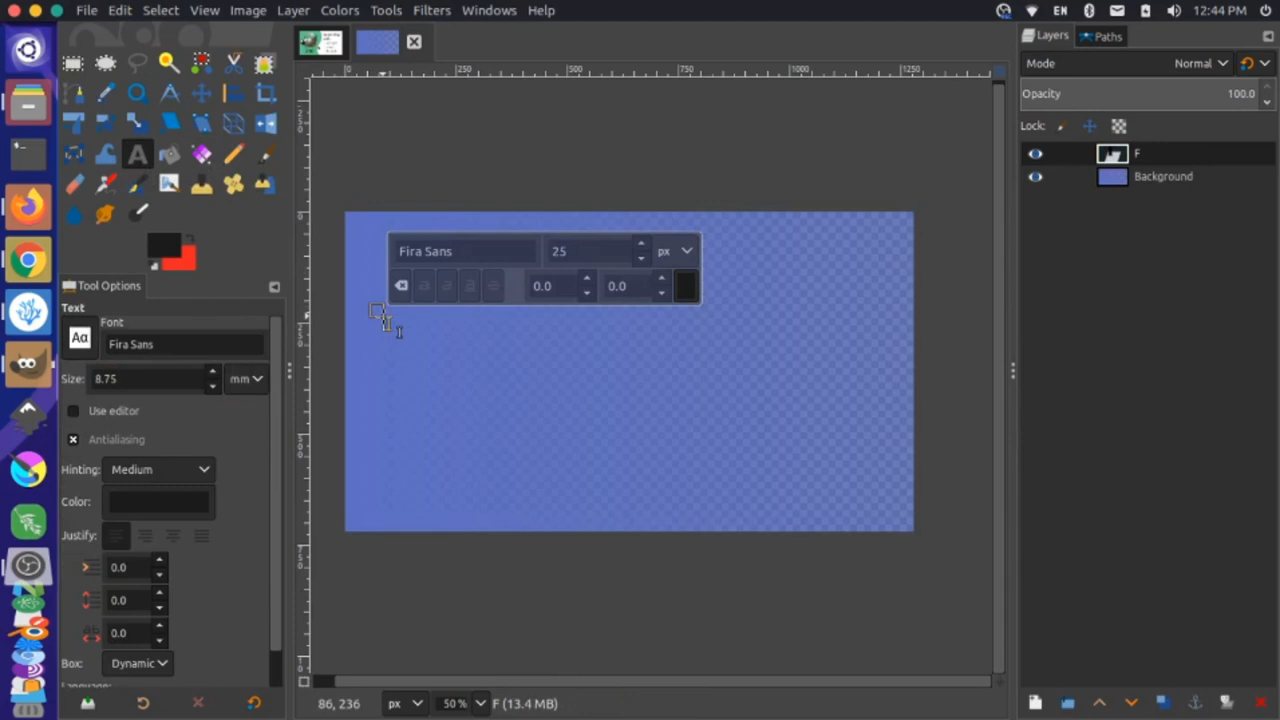 File Edit Select View Image Layer Colors Tools Filters Windows Help EN 12:44 PM
Layers Paths
0 250 500 750 1000 1250
Mode Normal
Opacity 100.0
Lock:
F
Background
Fira Sans 25 px
0.0 0.0
Tool Options
Text
Font
Aa Fira Sans
Size: 8.75 mm
Use editor
Antialiasing
Hinting: Medium
Color:
Justify:
0.0
0.0
0.0
Box: Dynamic
86, 236 px 50% F (13.4 MB)